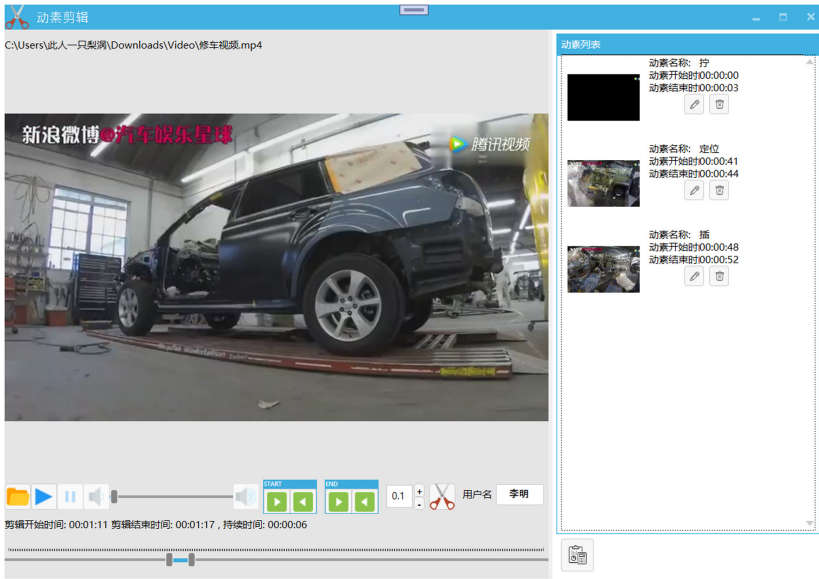 动素剪辑
C:\Users\此人一只梨涡\Downloads\Video\修车视频.mp4
新浪微博@汽车娱乐星球
腾讯视频
START
END
0.1
+
-
用户名
李明
剪辑开始时间: 00:01:11 剪辑结束时间: 00:01:17 , 持续时间: 00:00:06
动素列表
动素名称: 拧
动素开始时00:00:00
动素结束时00:00:03
动素名称: 定位
动素开始时00:00:41
动素结束时00:00:44
动素名称: 插
动素开始时00:00:48
动素结束时00:00:52